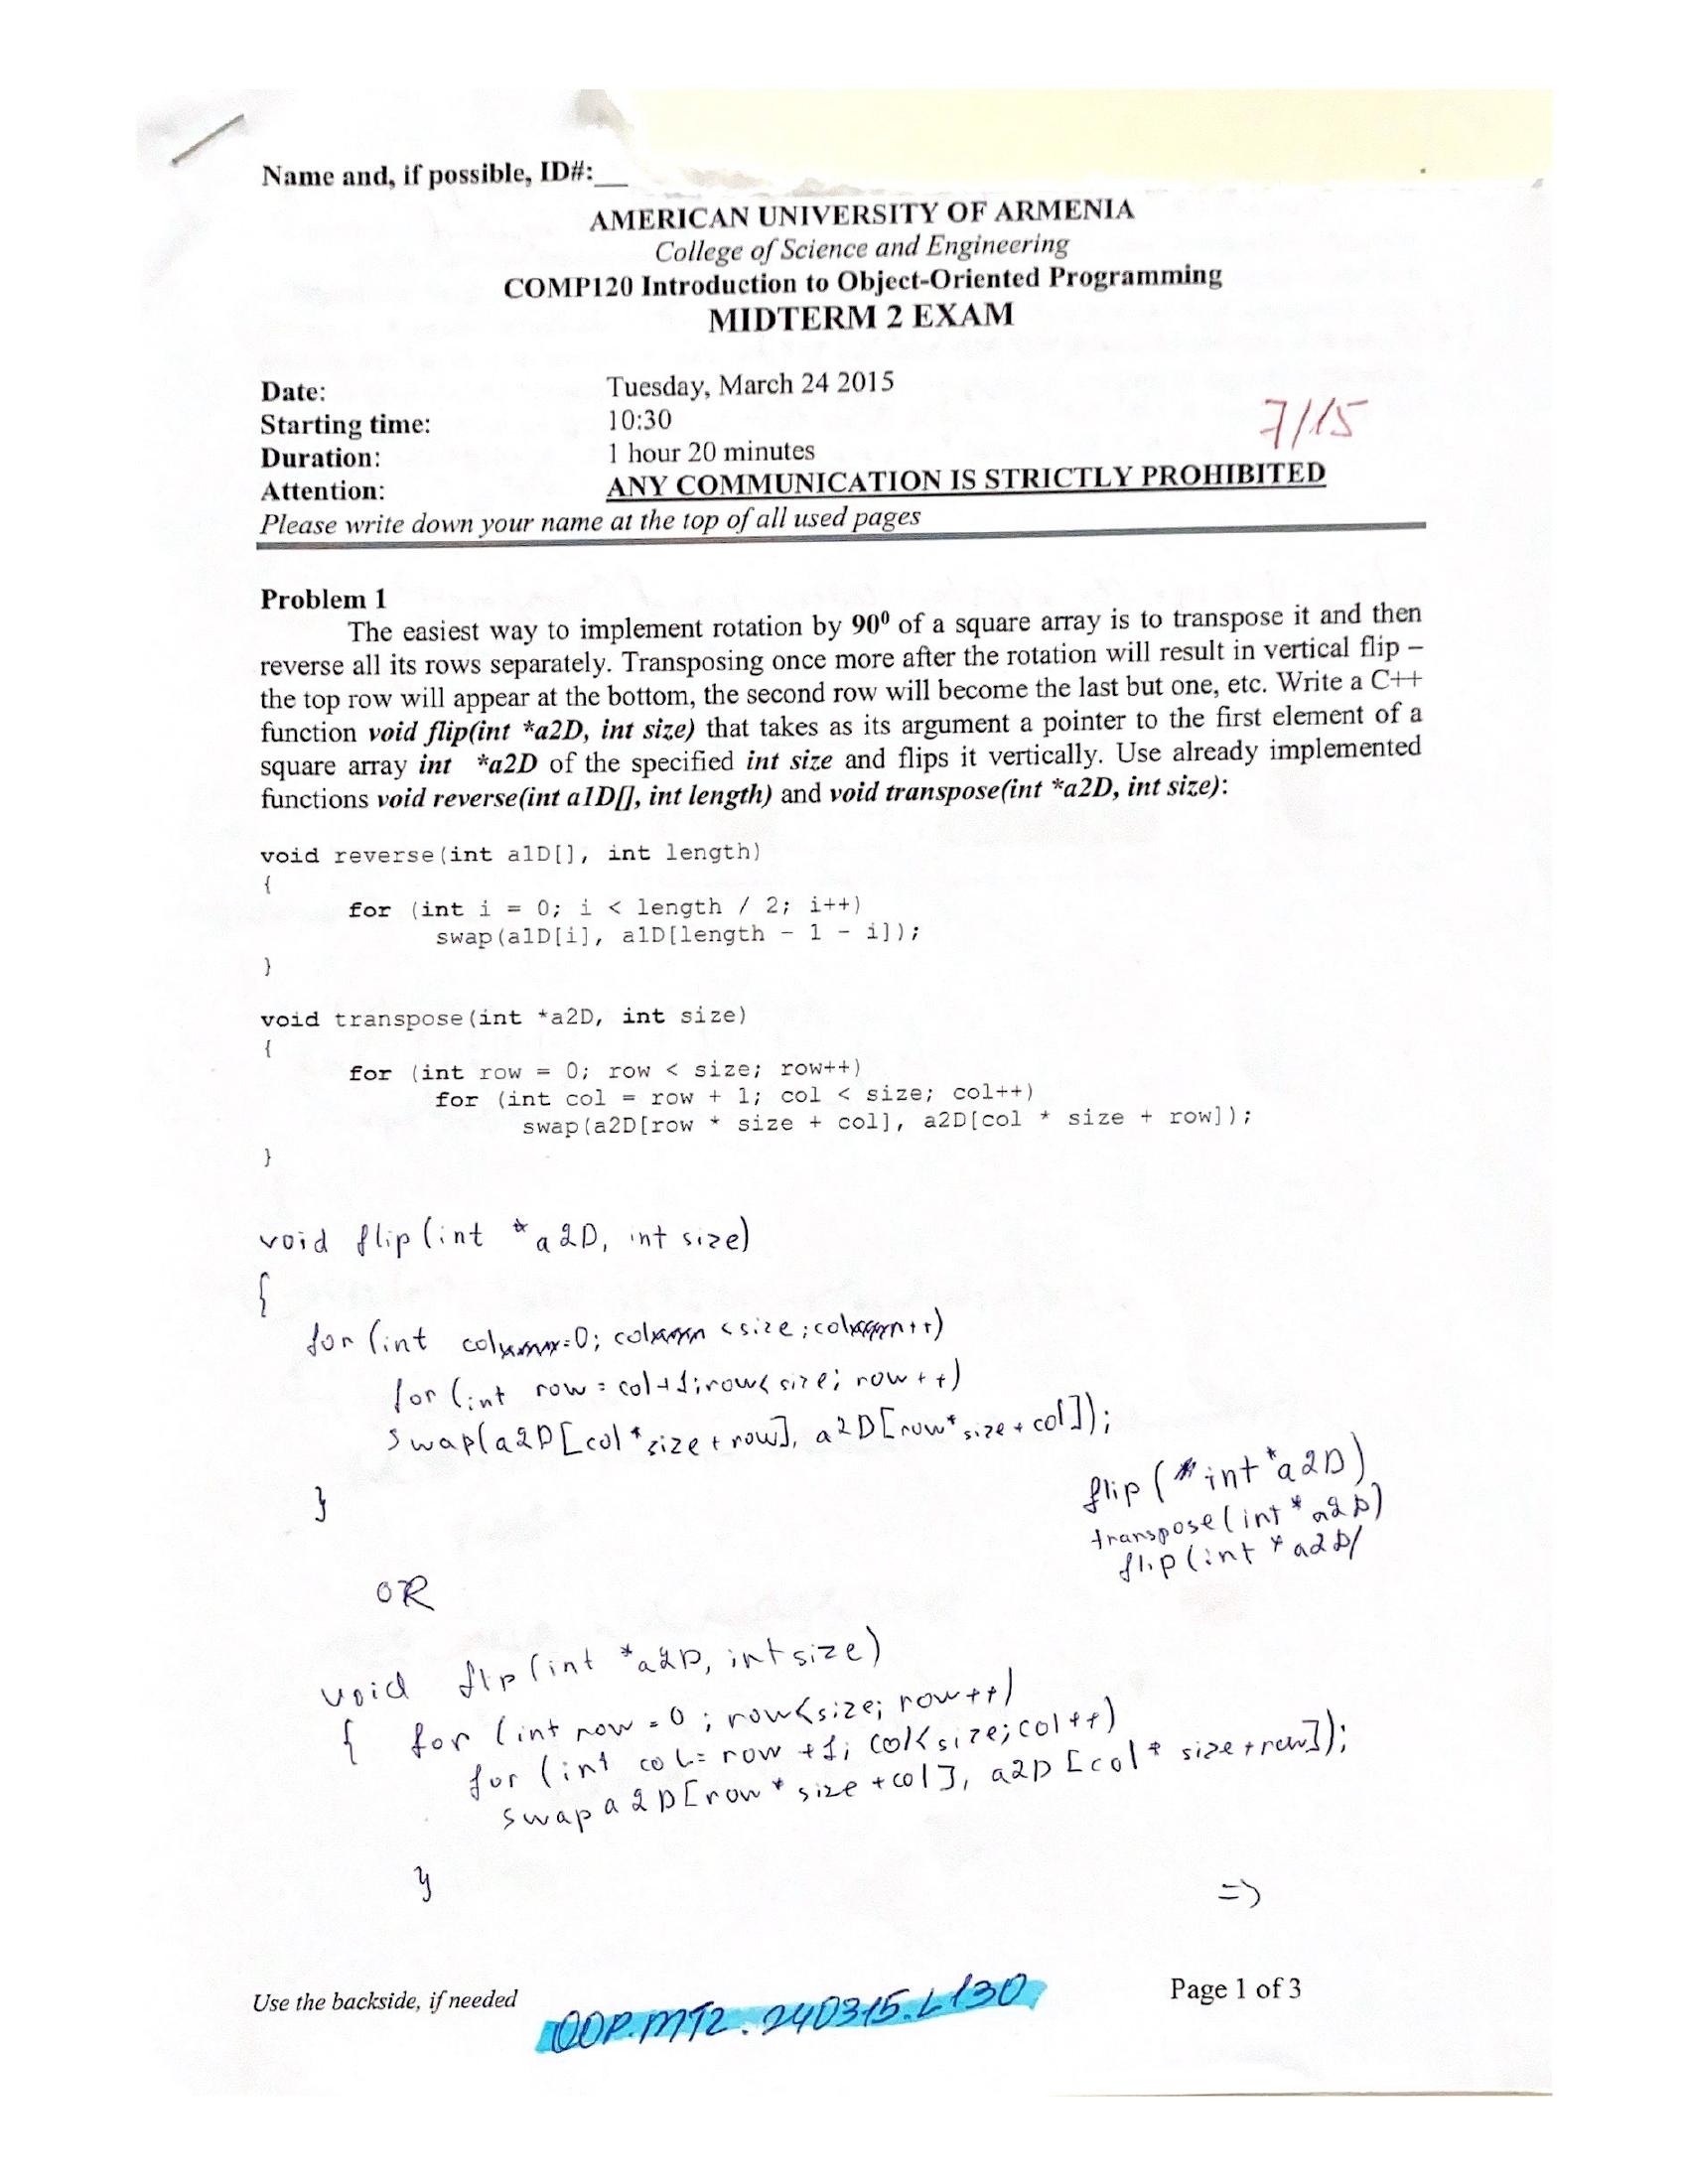 Name and, if possible, ID#:__
AMERICAN UNIVERSITY OF ARMENIA
College of Science and Engineering
COMP120 Introduction to Object-Oriented Programming
MIDTERM 2 EXAM
Date: Tuesday, March 24 2015
Starting time: 10:30
7/15
Duration: 1 hour 20 minutes
Attention: ANY COMMUNICATION IS STRICTLY PROHIBITED
Please write down your name at the top of all used pages
Problem 1
The easiest way to implement rotation by 90⁰ of a square array is to transpose it and then
reverse all its rows separately. Transposing once more after the rotation will result in vertical flip –
the top row will appear at the bottom, the second row will become the last but one, etc. Write a C++
function void flip(int *a2D, int size) that takes as its argument a pointer to the first element of a
square array int *a2D of the specified int size and flips it vertically. Use already implemented
functions void reverse(int a1D[], int length) and void transpose(int *a2D, int size):
void reverse(int a1D[], int length)
{
for (int i = 0; i < length / 2; i++)
swap(a1D[i], a1D[length - 1 - i]);
}
void transpose(int *a2D, int size)
{
for (int row = 0; row < size; row++)
for (int col = row + 1; col < size; col++)
swap(a2D[row * size + col], a2D[col * size + row]);
}
void flip(int *a2D, int size)
{
for (int col=0; col <size; col++)
for (int row = col+1; row< size; row++)
swap(a2D[col*size+row], a2D[row*size+col]);
}
flip(int *a2D)
transpose(int *a2D)
flip(int *a2D)
OR
void flip(int *a2D, int size)
{ for (int row = 0; row<size; row++)
for (int col= row +1; col<size; col++)
swap a2D[row * size +col], a2D[col * size+row]);
}
=>
Use the backside, if needed
Page 1 of 3
OOP.MT2.240315.L130